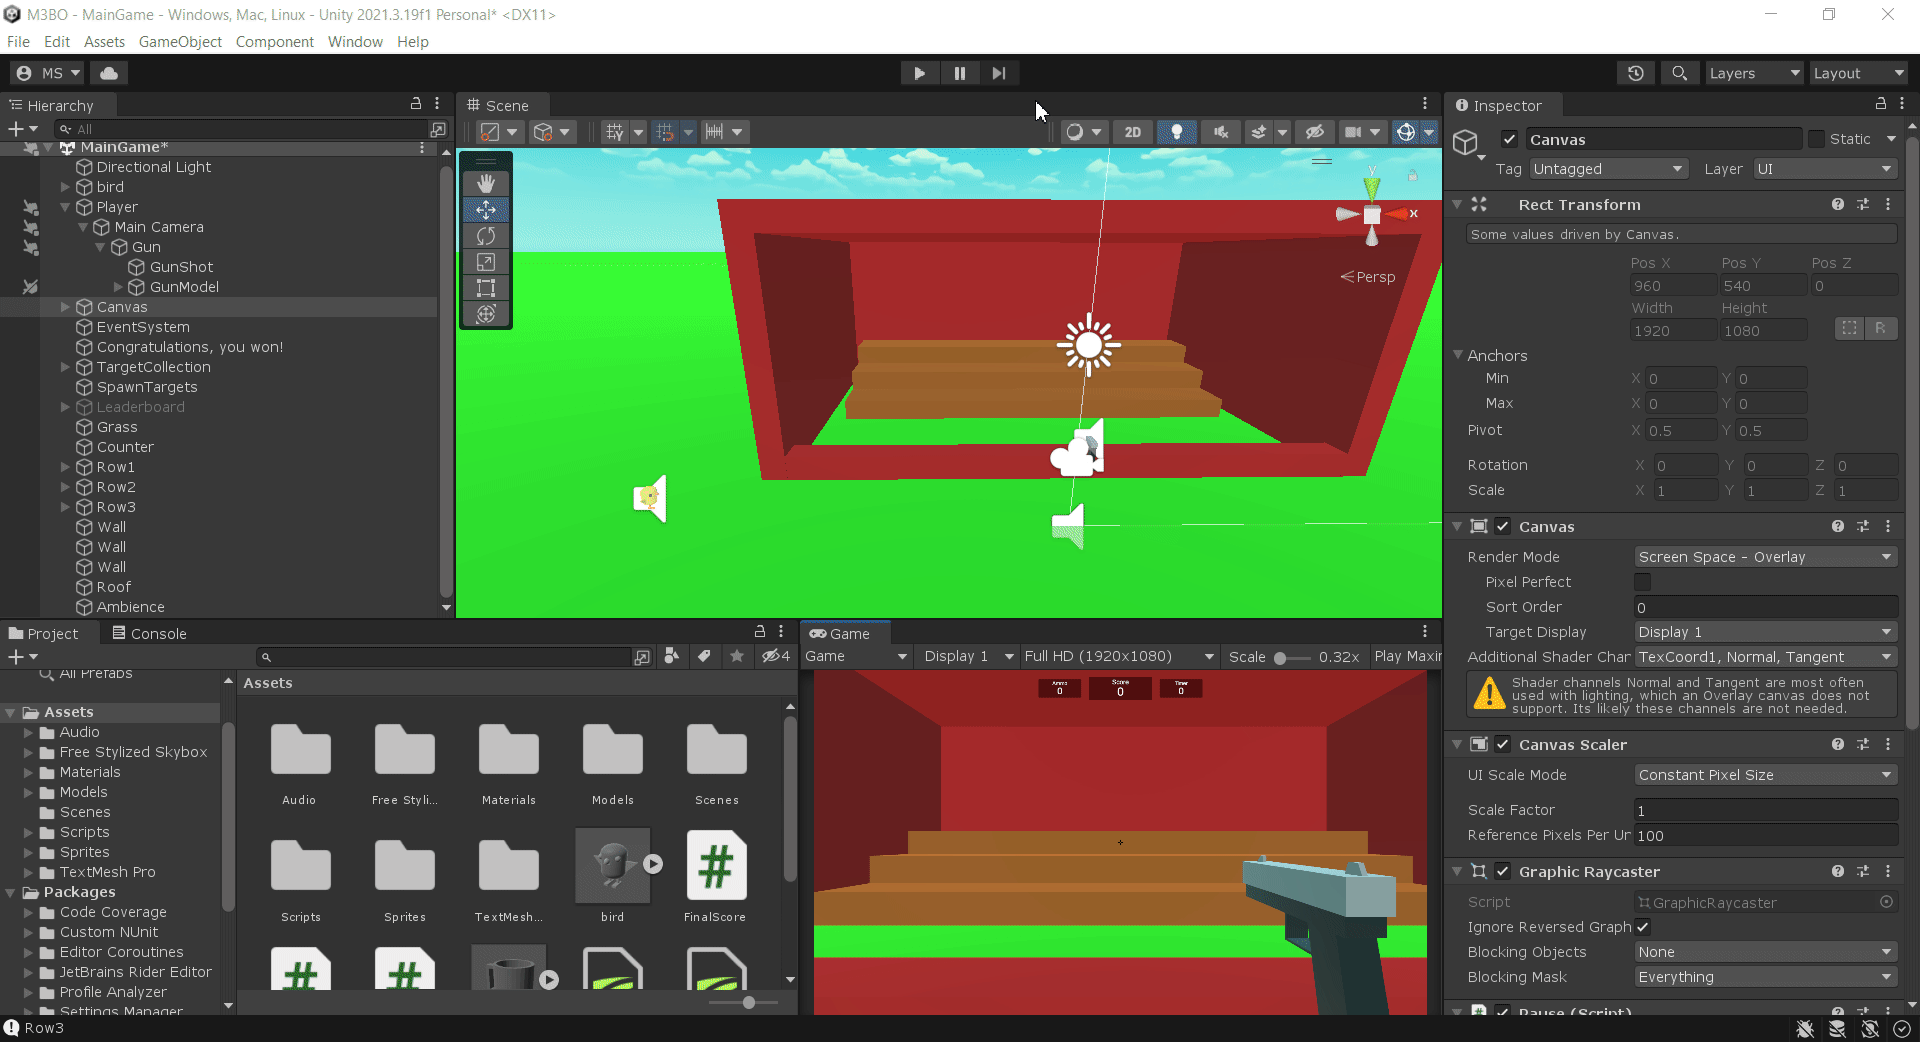 M3BO - MainGame - Windows, Mac, Linux - Unity 2021.3.19f1 Personal* <DX11>
File Edit Assets GameObject Component Window Help
MS
Layers
Layout
Hierarchy
All
MainGame*
Directional Light
bird
Player
Main Camera
Gun
GunShot
GunModel
Canvas
EventSystem
Congratulations, you won!
TargetCollection
SpawnTargets
Leaderboard
Grass
Counter
Row1
Row2
Row3
Wall
Wall
Wall
Roof
Ambience
Scene
2D
y
x
Persp
Inspector
Canvas
Static
Tag Untagged Layer UI
Rect Transform
Some values driven by Canvas.
Pos X Pos Y Pos Z
960 540 0
Width Height
1920 1080
R
Anchors
Min X 0 Y 0
Max X 0 Y 0
Pivot X 0.5 Y 0.5
Rotation X 0 Y 0 Z 0
Scale X 1 Y 1 Z 1
Canvas
Render Mode Screen Space - Overlay
Pixel Perfect
Sort Order 0
Target Display Display 1
Additional Shader Char TexCoord1, Normal, Tangent
Shader channels Normal and Tangent are most often
used with lighting, which an Overlay canvas does not
support. Its likely these channels are not needed.
Canvas Scaler
UI Scale Mode Constant Pixel Size
Scale Factor 1
Reference Pixels Per Ur 100
Graphic Raycaster
Script GraphicRaycaster
Ignore Reversed Graph
Blocking Objects None
Blocking Mask Everything
Pause (Script)
Project Console
4
All Prefabs
Assets
Audio
Free Stylized Skybox
Materials
Models
Scenes
Scripts
Sprites
TextMesh Pro
Packages
Code Coverage
Custom NUnit
Editor Coroutines
JetBrains Rider Editor
Profile Analyzer
Settings Manager
Assets
Audio Free Styli... Materials Models Scenes
Scripts Sprites TextMesh... bird FinalScore
Game
Game Display 1 Full HD (1920x1080) Scale 0.32x Play Maxir
Ammo
0
Score
0
Timer
0
Row3